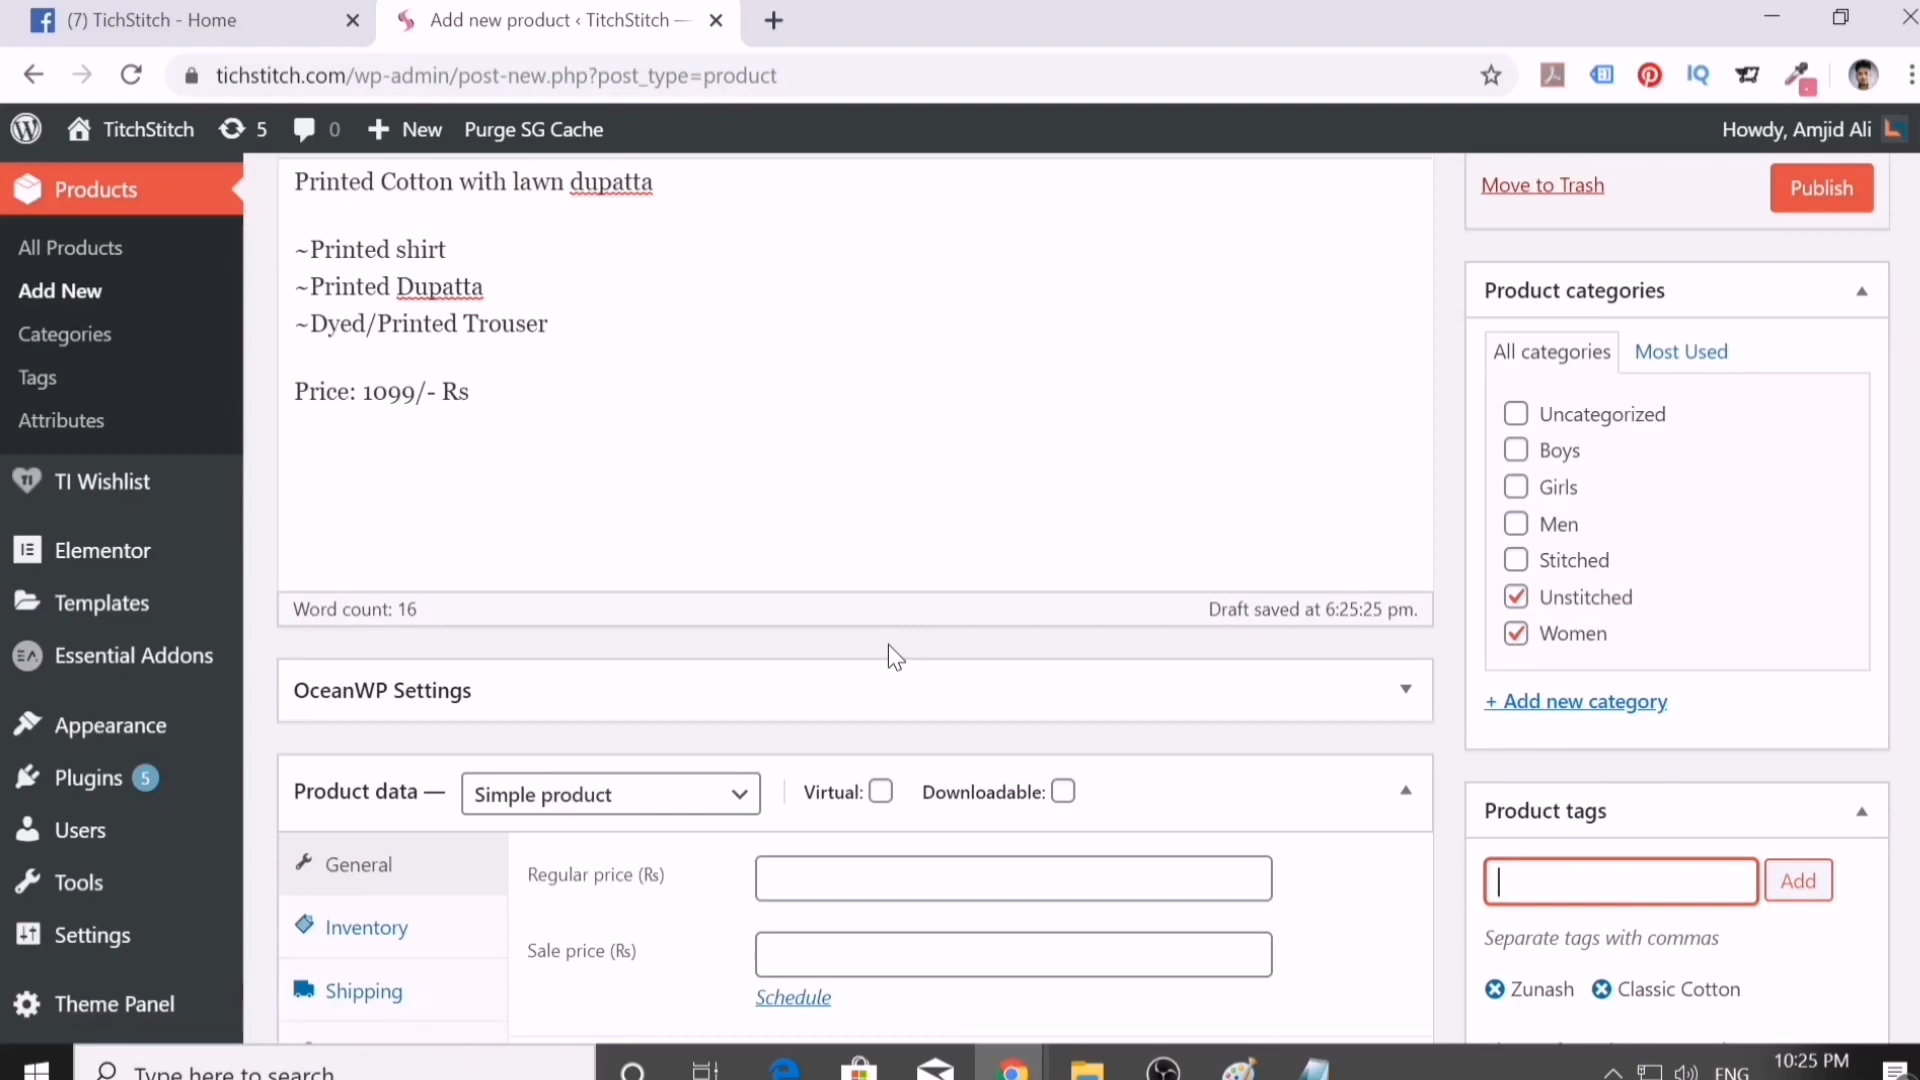 (7) TichStitch - Home
Add new product ‹ TitchStitch —
tichstitch.com/wp-admin/post-new.php?post_type=product
IQ
TitchStitch 5 0 New Purge SG Cache
Howdy, Amjid Ali
Products
All Products
Add New
Categories
Tags
Attributes
TI Wishlist
Elementor
Templates
Essential Addons
Appearance
Plugins 5
Users
Tools
Settings
Theme Panel
Printed Cotton with lawn dupatta
~Printed shirt
~Printed Dupatta
~Dyed/Printed Trouser
Price: 1099/- Rs
Word count: 16
Draft saved at 6:25:25 pm.
OceanWP Settings
Product data —
Simple product
Virtual:
Downloadable:
General
Inventory
Shipping
Regular price (₨)
Sale price (₨)
Schedule
Move to Trash
Publish
Product categories
All categories
Most Used
Uncategorized
Boys
Girls
Men
Stitched
Unstitched
Women
+ Add new category
Product tags
Add
Separate tags with commas
Zunash
Classic Cotton
Type here to search
ENG
10:25 PM